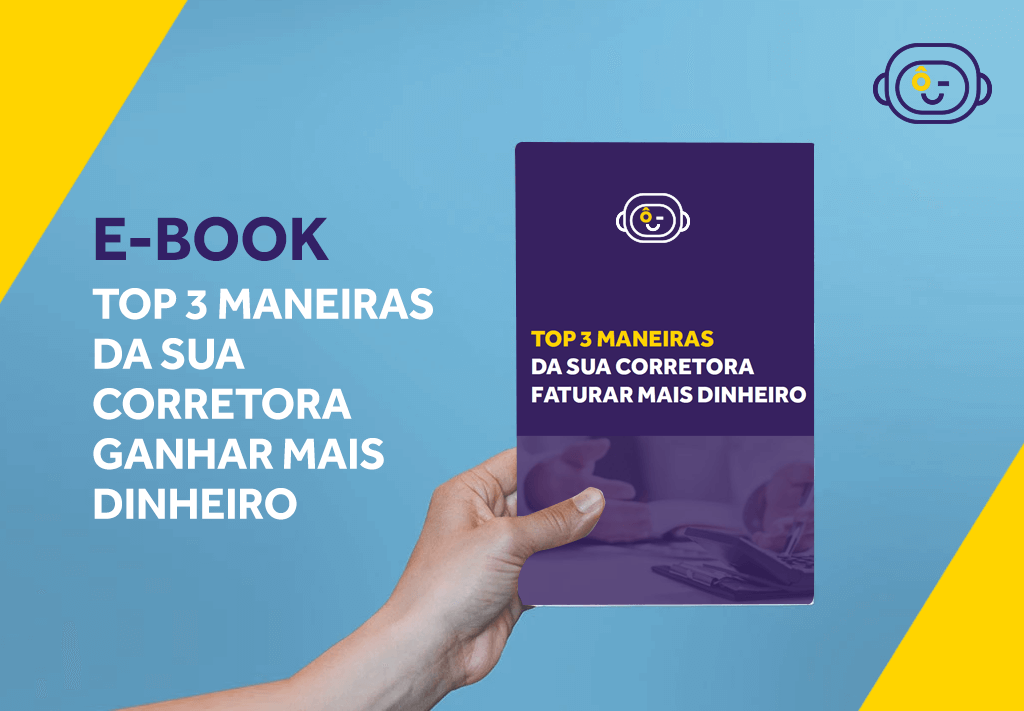 E-BOOK
TOP 3 MANEIRAS
DA SUA
CORRETORA
GANHAR MAIS
DINHEIRO
TOP 3 MANEIRAS
DA SUA CORRETORA
FATURAR MAIS DINHEIRO